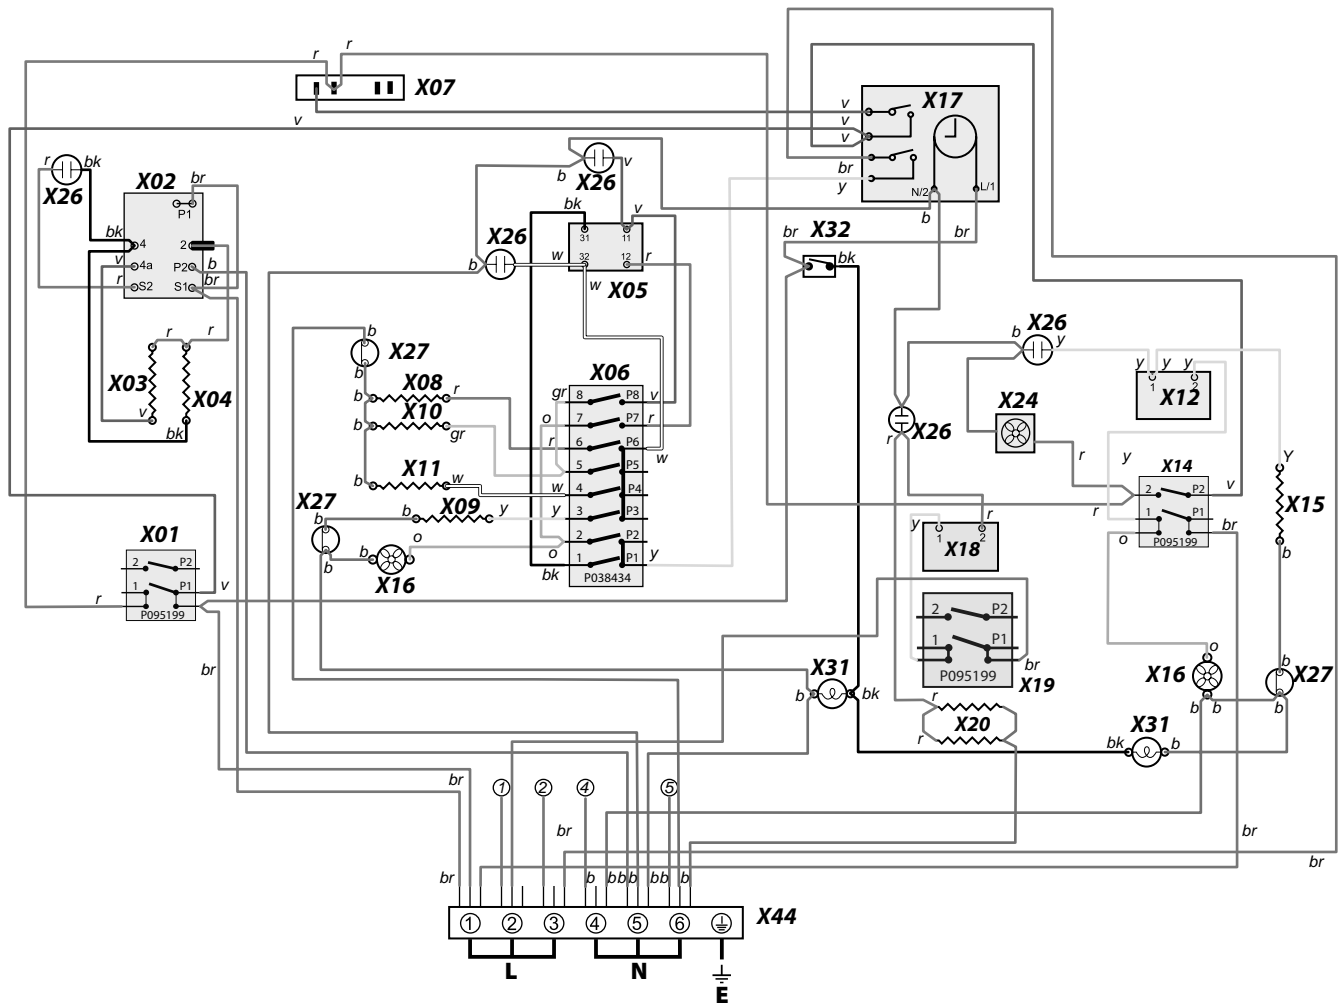 r
r
X07
v
X17
v
v
v
br
y
N/2
L/1
b
br
r
bk
X26
X02
br
P1
bk
4
2
v
4a
P2
b
r
S2
S1
br
b
v
X26
bk
v
31
11
X26
b
w
32
12
r
w
X05
br
X32
bk
r
r
X03
X04
v
bk
b
X27
b
b
X08
r
b
X10
gr
b
X11
w
X27
b
b
X09
y
b
b
X16
o
X06
gr
8
P8
v
o
7
P7
r
r
6
P6
w
5
P5
w
4
P4
y
3
P3
2
P2
o
1
P1
y
bk
P038434
b
X26
y
y
y
y
1
2
X12
X24
r
X26
r
y
X14
2
P2
v
1
P1
r
br
o
P095199
Y
X15
b
r
y
1
2
X18
X01
2
P2
1
P1
v
r
P095199
br
2
P2
1
P1
br
P095199
X19
r
X20
r
X31
b
bk
o
X16
b
b
b
X27
b
X31
bk
b
br
1
2
4
5
br
br
br
br
b
b
b
b
b
b
b
1
2
3
4
5
6
X44
L
N
E